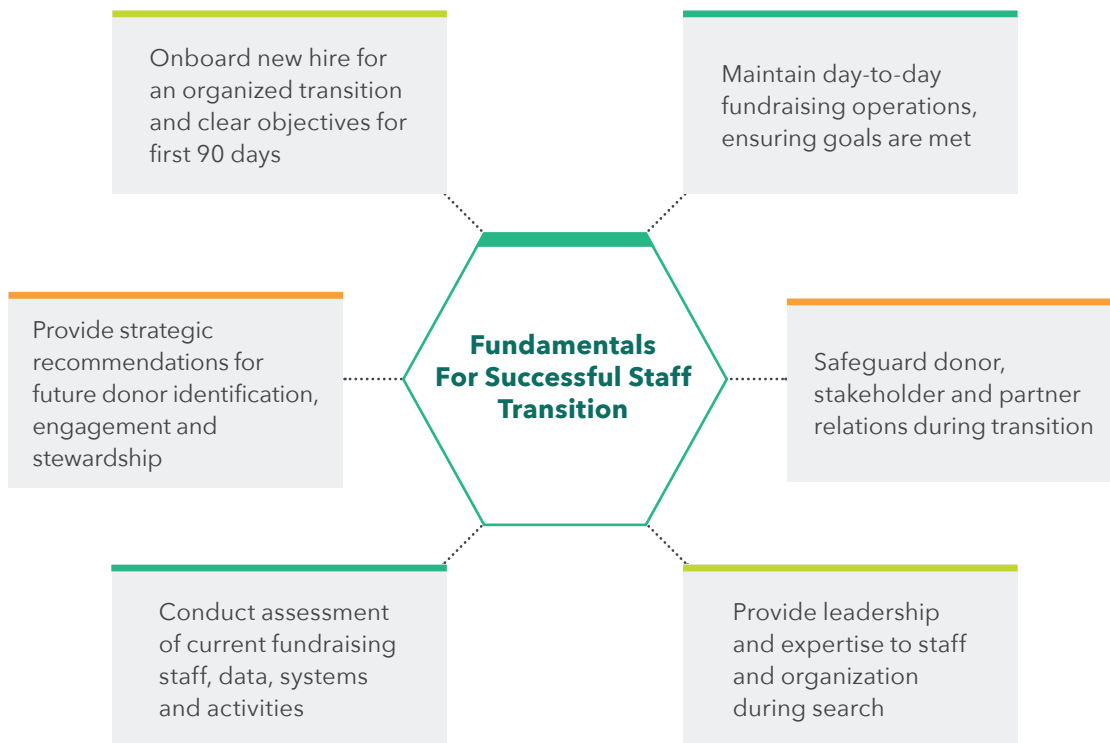 Onboard new hire for
an organized transition
and clear objectives for
first 90 days
Maintain day-to-day
fundraising operations,
ensuring goals are met
Provide strategic
recommendations for
future donor identification,
engagement and
stewardship
Fundamentals
For Successful Staff
Transition
Safeguard donor,
stakeholder and partner
relations during transition
Conduct assessment
of current fundraising
staff, data, systems
and activities
Provide leadership
and expertise to staff
and organization
during search